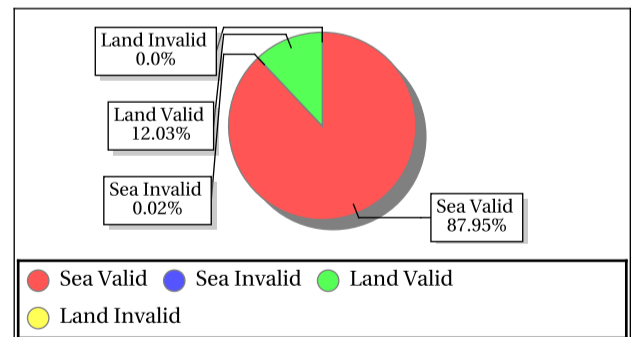 Land Invalid
0.0%
Land Valid
12.03%
Sea Invalid
0.02%
Sea Valid
87.95%
Sea Valid
Sea Invalid
Land Valid
Land Invalid